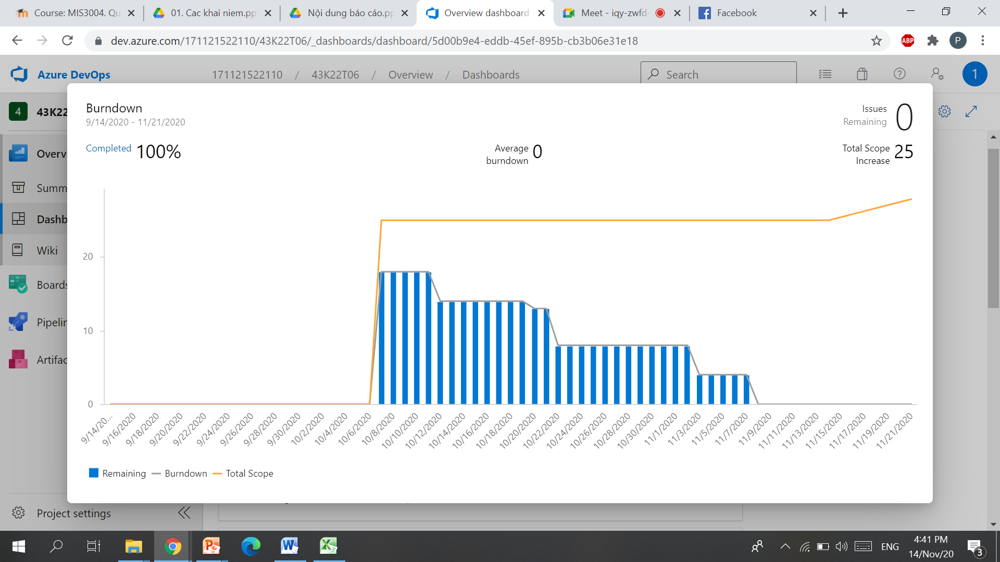 Course: MIS3004. Qu
01. Cac khai niem.pp
Nội dung báo cáo.pp
Overview dashboard
Meet - iqy-zwfd-
Facebook
dev.azure.com/171121522110/43K22T06/_dashboards/dashboard/5d00b9e4-eddb-45ef-895b-cb3b06e31e18
ABP
P
Azure DevOps
171121522110 / 43K22T06 / Overview / Dashboards
Search
1
4
43K22
Overv
Summ
Dashb
Wiki
Boards
Pipelin
Artifac
Project settings
Burndown
9/14/2020 - 11/21/2020
Issues
Remaining
0
Completed 100%
Average
burndown
0
Total Scope
Increase
25
20
10
0
9/14/20...
9/16/2020
9/18/2020
9/20/2020
9/22/2020
9/24/2020
9/26/2020
9/28/2020
9/30/2020
10/2/2020
10/4/2020
10/6/2020
10/8/2020
10/10/2020
10/12/2020
10/14/2020
10/16/2020
10/18/2020
10/20/2020
10/22/2020
10/24/2020
10/26/2020
10/28/2020
10/30/2020
11/1/2020
11/3/2020
11/5/2020
11/7/2020
11/9/2020
11/11/2020
11/13/2020
11/15/2020
11/17/2020
11/19/2020
11/21/2020
Remaining Burndown Total Scope
ENG
4:41 PM
14/Nov/20
3